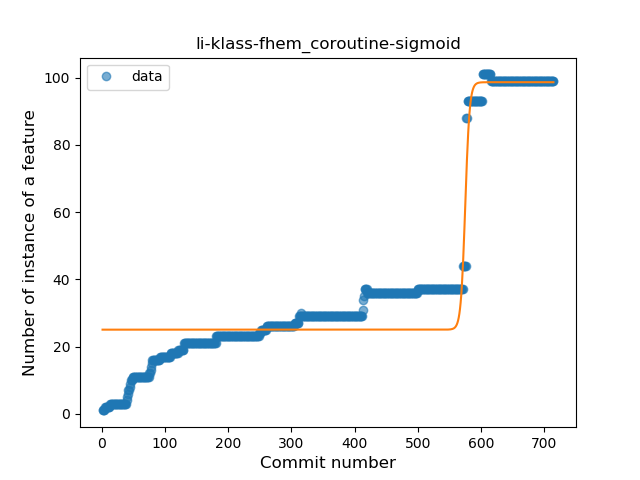 li-klass-fhem_coroutine-sigmoid
data
Number of instance of a feature
100
80
60
40
20
0
0 100 200 300 400 500 600 700
Commit number